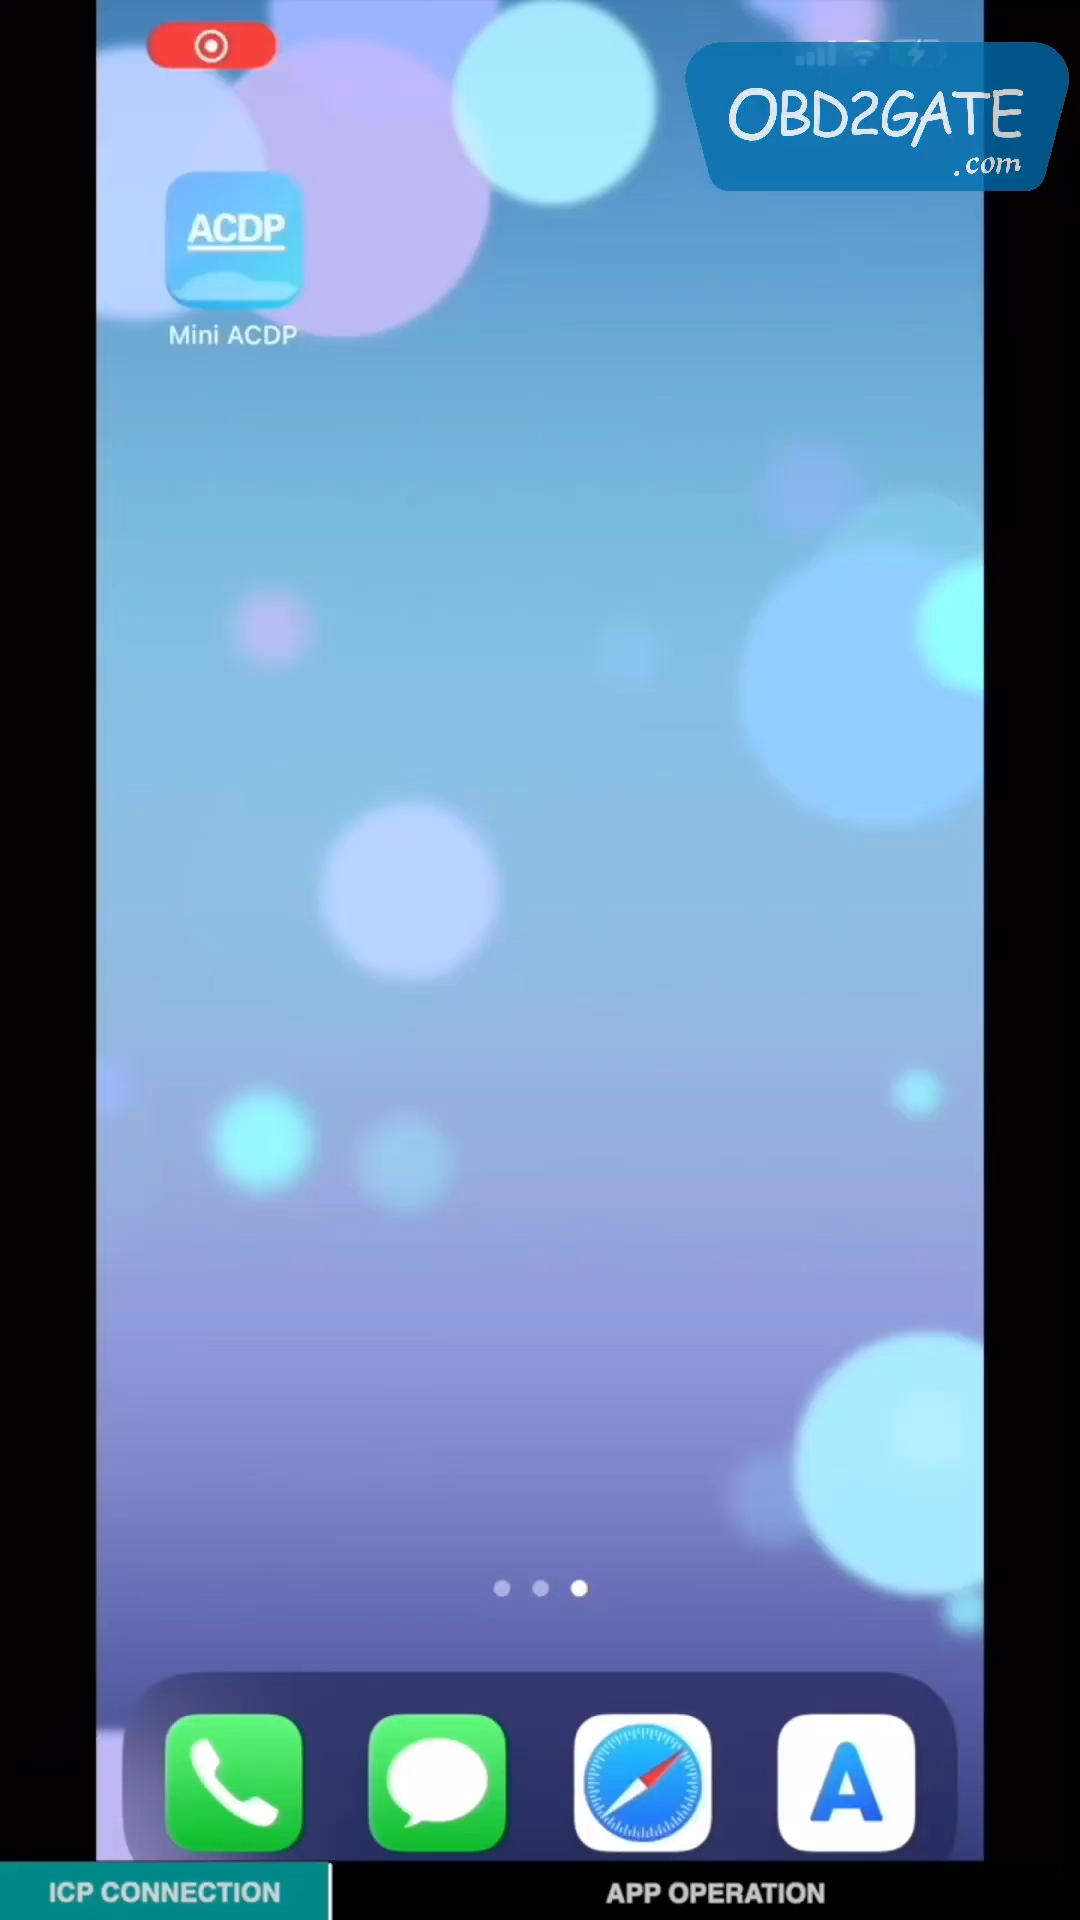 OBD2GATE
.com
ACDP
Mini ACDP
A
ICP CONNECTION
APP OPERATION